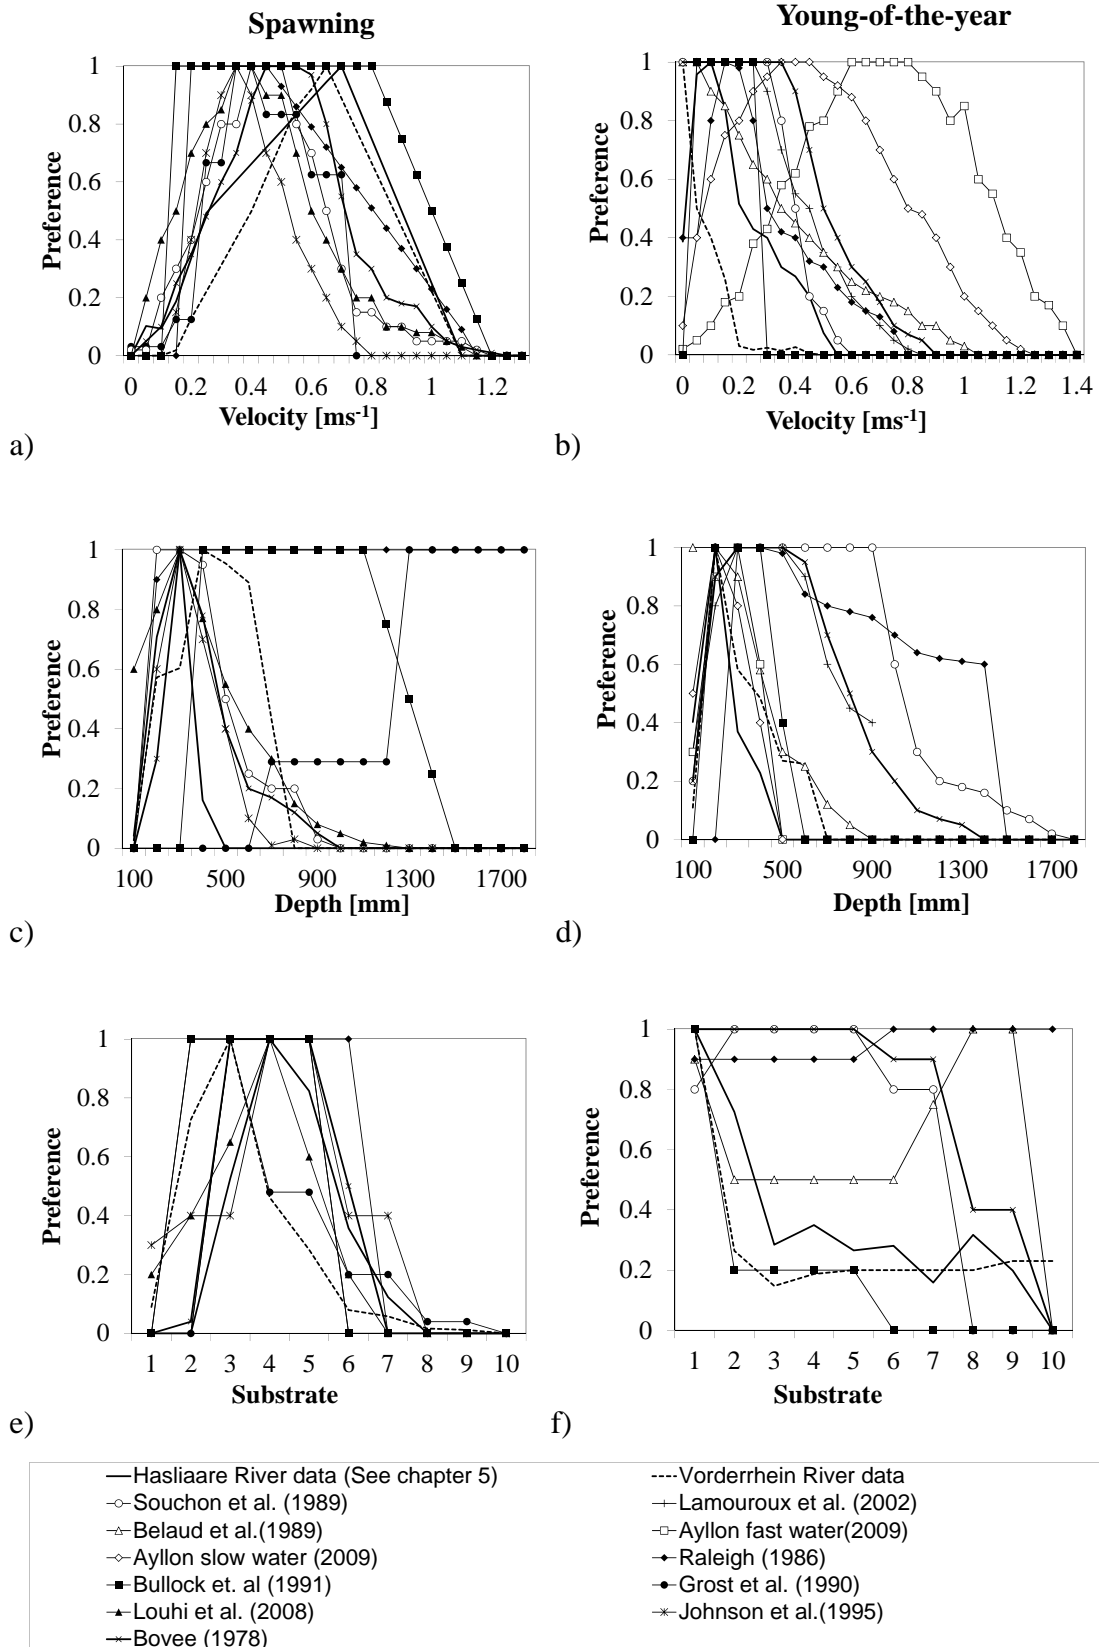 Spawning
Young-of-the-year
1
0.8
0.6
0.4
0.2
0
Preference
0 0.2 0.4 0.6 0.8 1 1.2
Velocity [ms-1]
a)
1
0.8
0.6
0.4
0.2
0
Preference
0 0.2 0.4 0.6 0.8 1 1.2 1.4
Velocity [ms-1]
b)
1
0.8
0.6
0.4
0.2
0
Preference
100 500 900 1300 1700
Depth [mm]
c)
1
0.8
0.6
0.4
0.2
0
Preference
100 500 900 1300 1700
Depth [mm]
d)
1
0.8
0.6
0.4
0.2
0
Preference
1 2 3 4 5 6 7 8 9 10
Substrate
e)
1
0.8
0.6
0.4
0.2
0
Preference
1 2 3 4 5 6 7 8 9 10
Substrate
f)
Hasliaare River data (See chapter 5)
Vorderrhein River data
Souchon et al. (1989)
Lamouroux et al. (2002)
Belaud et al.(1989)
Ayllon fast water(2009)
Ayllon slow water (2009)
Raleigh (1986)
Bullock et. al (1991)
Grost et al. (1990)
Louhi et al. (2008)
Johnson et al.(1995)
Bovee (1978)